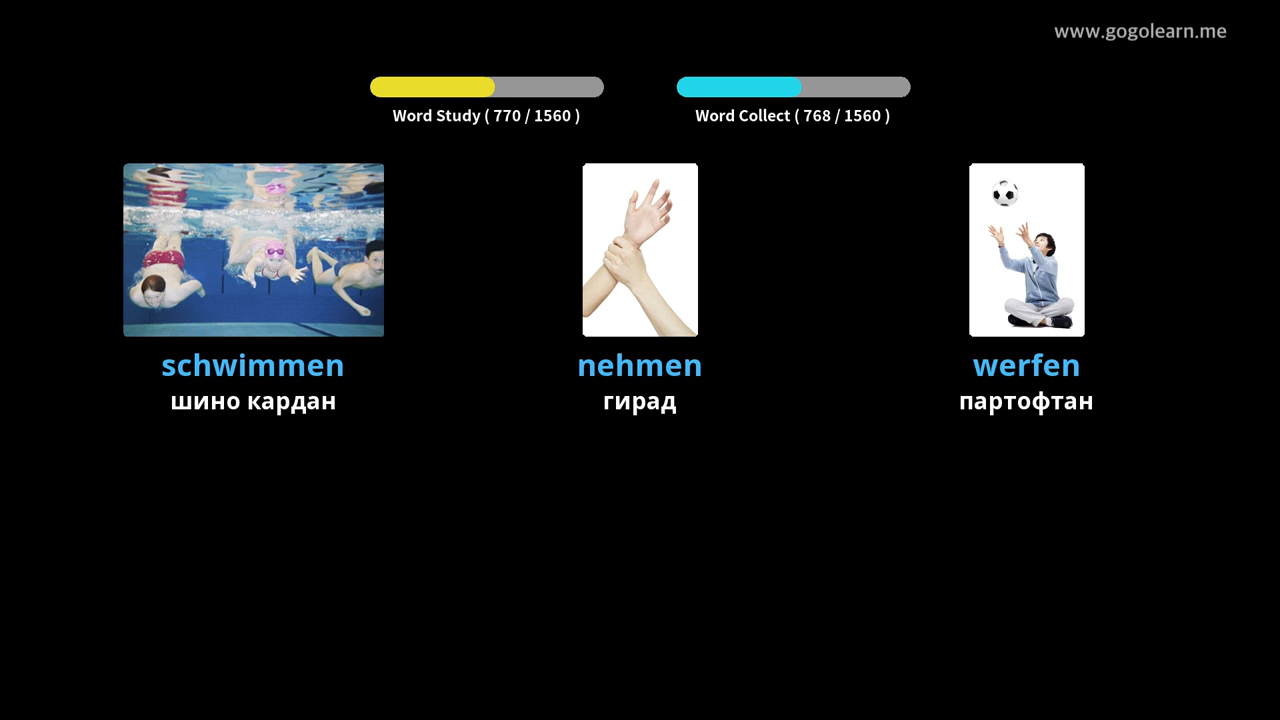 www.gogolearn.me
Word Study ( 770 / 1560 )
Word Collect ( 768 / 1560 )
schwimmen
шино кардан
nehmen
гирад
werfen
партофтан